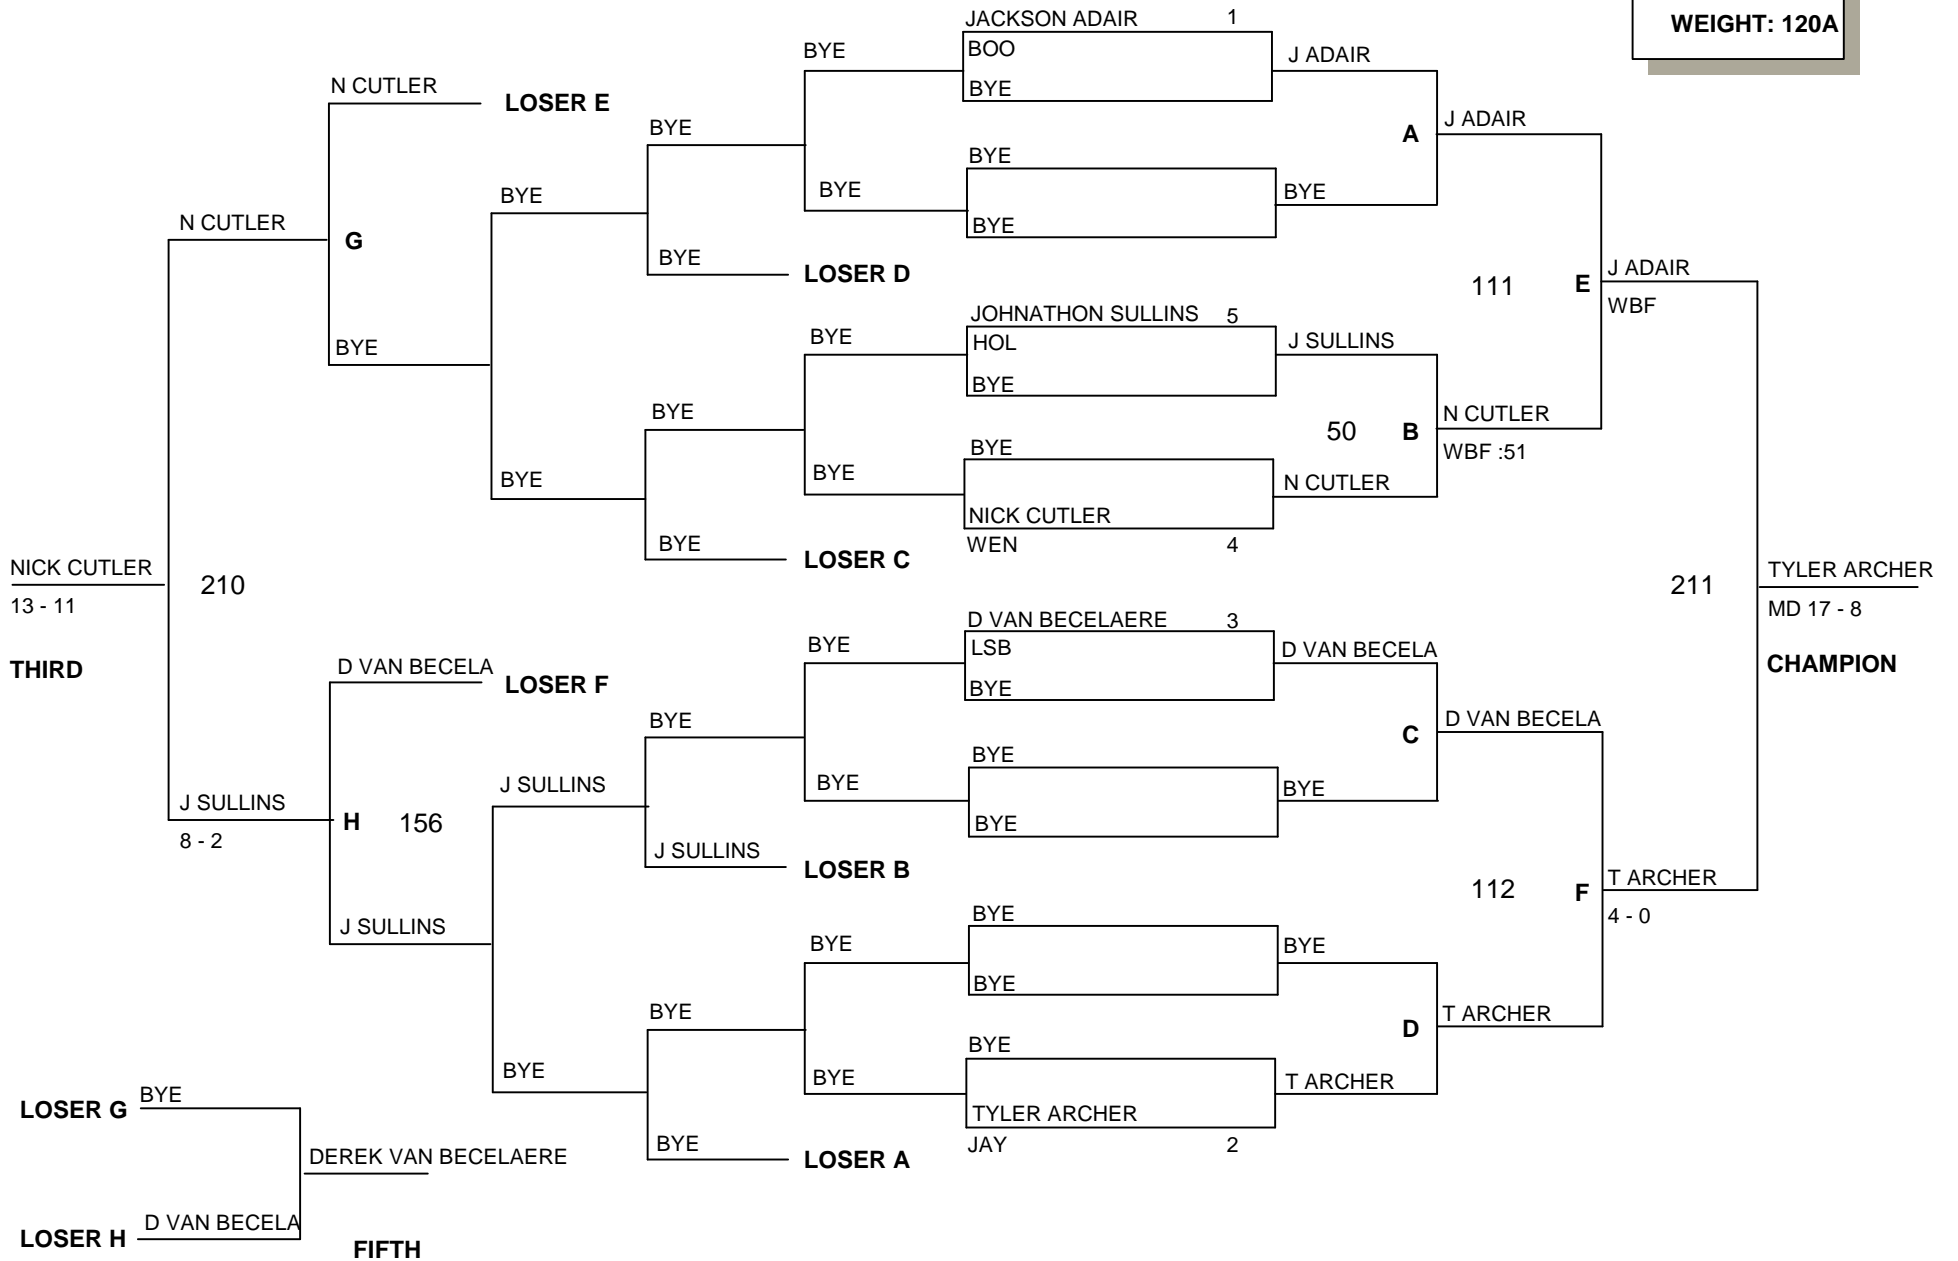 WEIGHT: 120A
JACKSON ADAIR 1
BOO
BYE
BYE
J ADAIR
N CUTLER
LOSER E
BYE
A
J ADAIR
BYE
BYE
BYE
BYE
BYE
BYE
N CUTLER
G
BYE
LOSER D
111
E
J ADAIR
WBF
JOHNATHON SULLINS 5
HOL
BYE
BYE
J SULLINS
BYE
BYE
50
B
N CUTLER
WBF :51
BYE
BYE
BYE
N CUTLER
NICK CUTLER
WEN 4
BYE
LOSER C
NICK CUTLER
13 - 11
THIRD
210
211
TYLER ARCHER
MD 17 - 8
CHAMPION
D VAN BECELAERE 3
LSB
BYE
BYE
D VAN BECELA
D VAN BECELA
LOSER F
BYE
C
D VAN BECELA
BYE
BYE
BYE
BYE
J SULLINS
J SULLINS
8 - 2
H
156
J SULLINS
LOSER B
112
F
T ARCHER
4 - 0
J SULLINS
BYE
BYE
BYE
BYE
BYE
D
T ARCHER
BYE
BYE
BYE
T ARCHER
TYLER ARCHER
JAY 2
BYE
LOSER A
LOSER G
BYE
DEREK VAN BECELAERE
LOSER H
D VAN BECELA
FIFTH